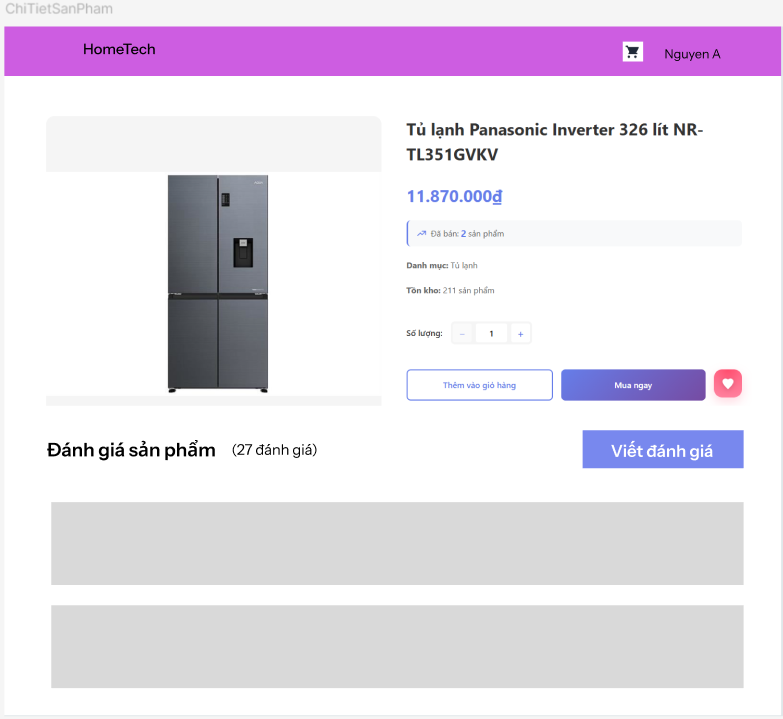 ChiTietSanPham
HomeTech
Nguyen A
Tủ lạnh Panasonic Inverter 326 lít NR-
TL351GVKV
11.870.000₫
Đã bán: 2 sản phẩm
Danh mục: Tủ lạnh
Tồn kho: 211 sản phẩm
Số lượng: − 1 +
Thêm vào giỏ hàng
Mua ngay
Đánh giá sản phẩm (27 đánh giá)
Viết đánh giá